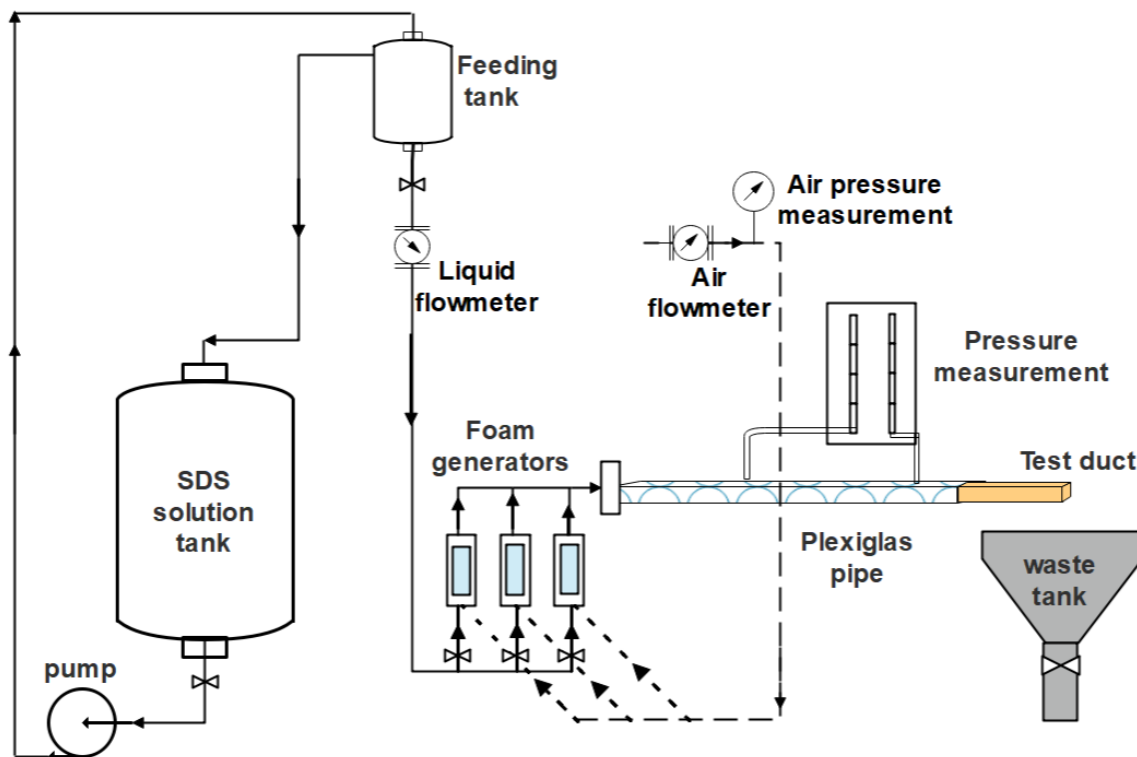 Feeding
tank
Air pressure
measurement
Liquid
flowmeter
Air
flowmeter
Pressure
measurement
Foam
generators
SDS
solution
tank
Test duct
Plexiglas
pipe
waste
tank
pump